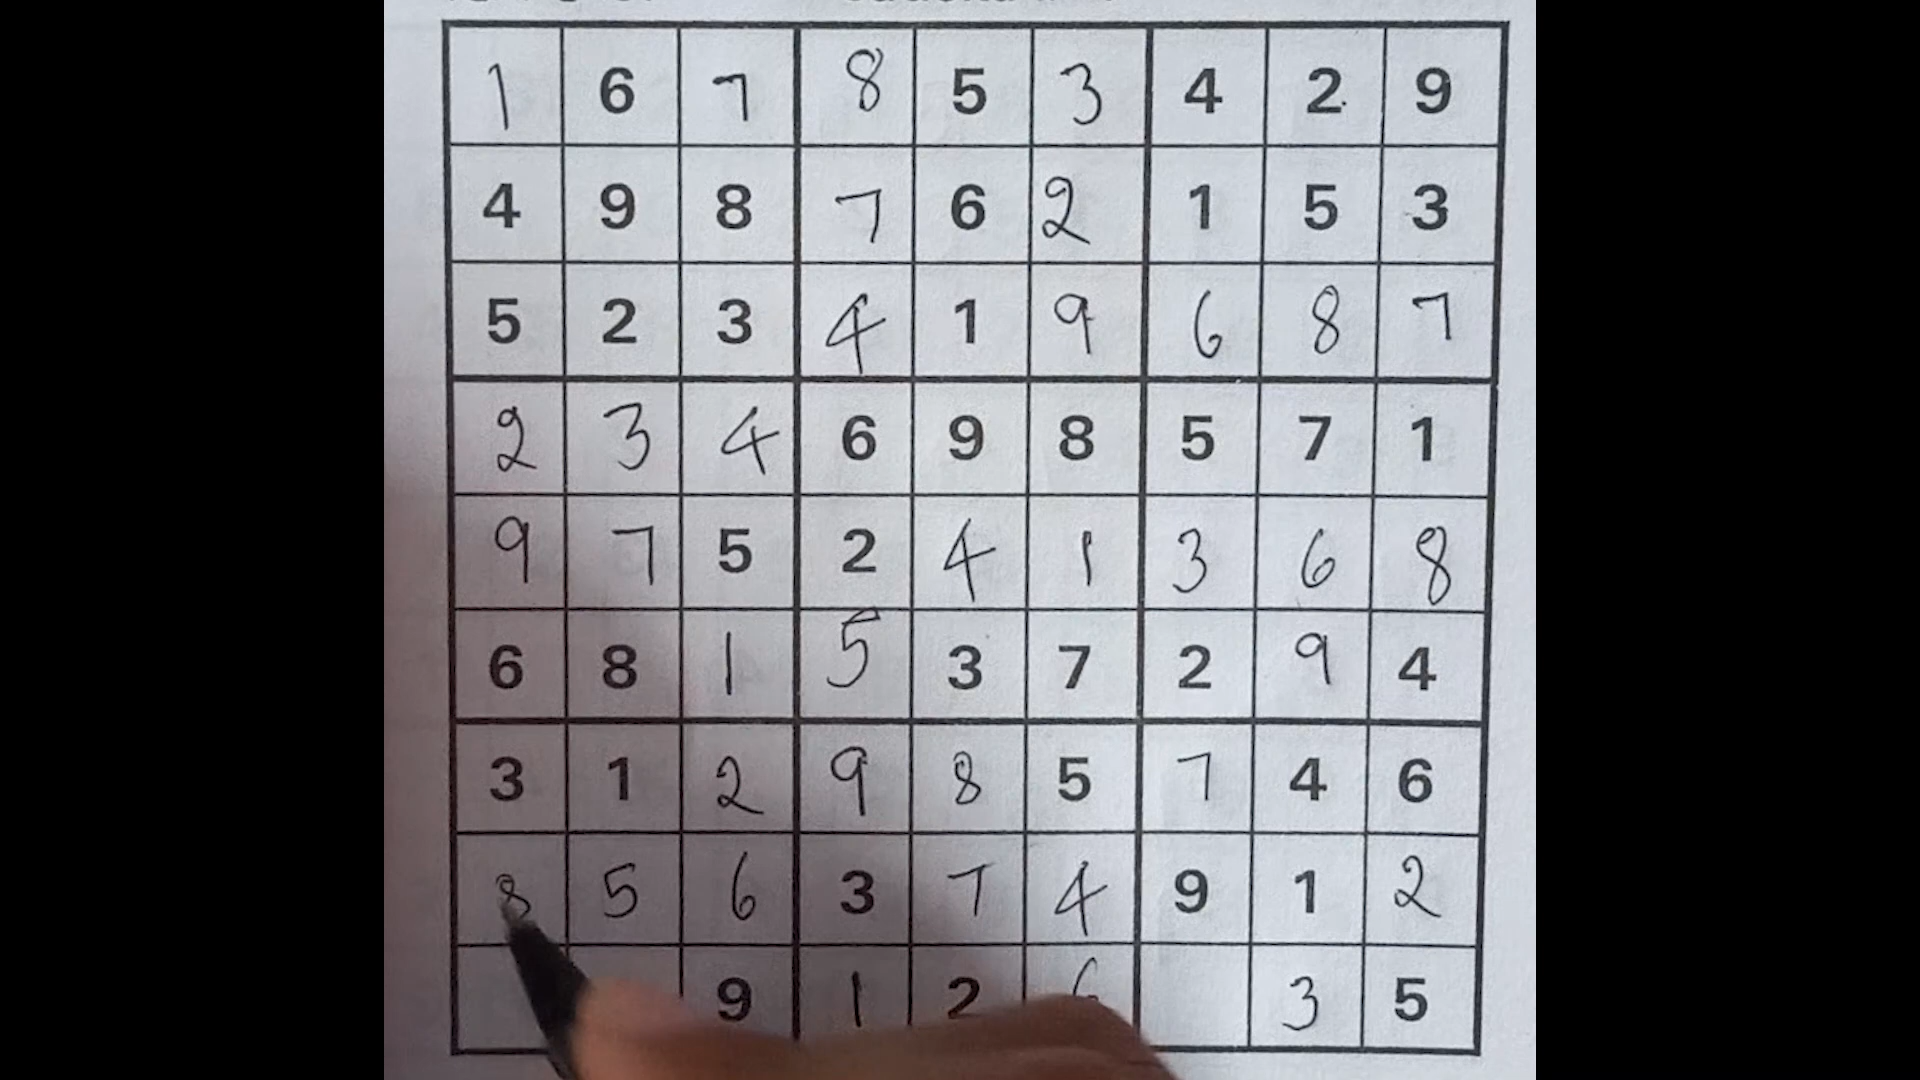 1 6 7 8 5 3 4 2 9
4 9 8 7 6 2 1 5 3
5 2 3 4 1 9 6 8 7
2 3 4 6 9 8 5 7 1
9 7 5 2 4 1 3 6 8
6 8 1 5 3 7 2 9 4
3 1 2 9 8 5 7 4 6
8 5 6 3 7 4 9 1 2
9 1 2 6 3 5